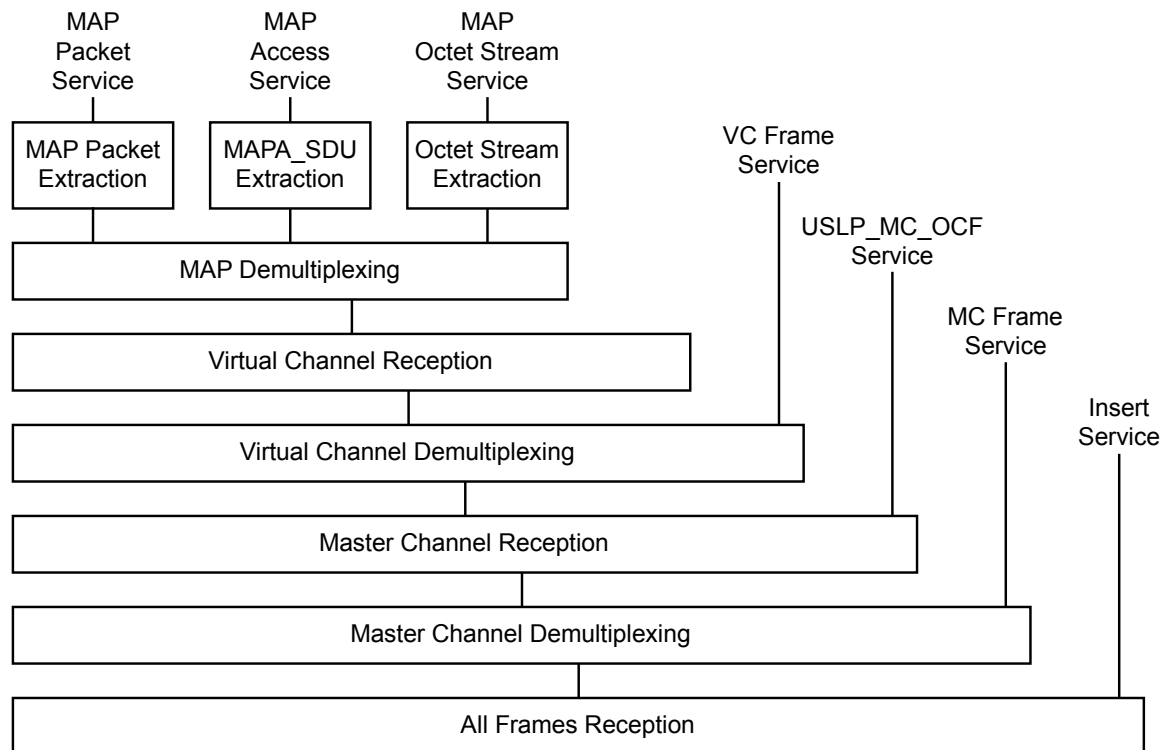 MAP
Packet
Service
MAP
Access
Service
MAP
Octet Stream
Service
MAP Packet
Extraction
MAPA_SDU
Extraction
Octet Stream
Extraction
VC Frame
Service
USLP_MC_OCF
Service
MC Frame
Service
Insert
Service
MAP Demultiplexing
Virtual Channel Reception
Virtual Channel Demultiplexing
Master Channel Reception
Master Channel Demultiplexing
All Frames Reception